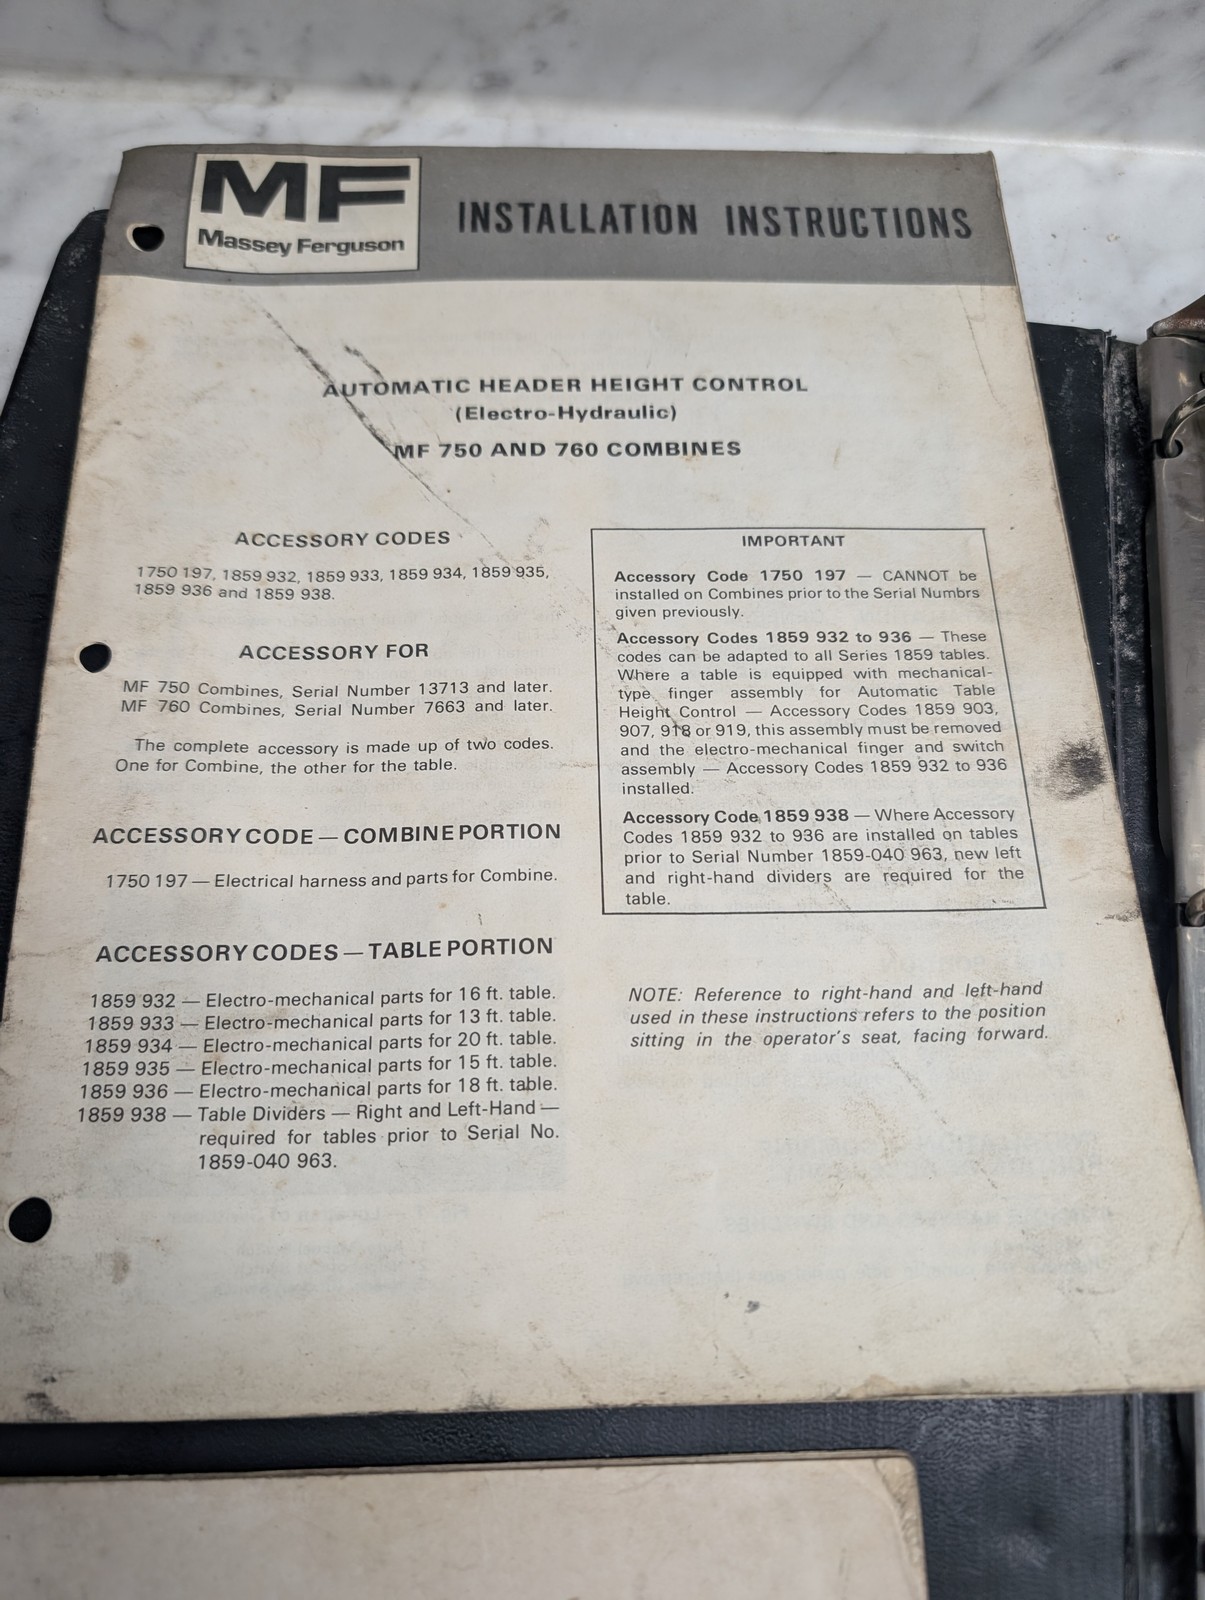 MF
Massey Ferguson
INSTALLATION INSTRUCTIONS
AUTOMATIC HEADER HEIGHT CONTROL
(Electro-Hydraulic)
MF 750 AND 760 COMBINES
ACCESSORY CODES
1750 197, 1859 932, 1859 933, 1859 934, 1859 935,
1859 936 and 1859 938.
ACCESSORY FOR
MF 750 Combines, Serial Number 13713 and later.
MF 760 Combines, Serial Number 7663 and later.
The complete accessory is made up of two codes.
One for Combine, the other for the table.
ACCESSORY CODE — COMBINE PORTION
1750 197 — Electrical harness and parts for Combine.
ACCESSORY CODES — TABLE PORTION
1859 932 — Electro-mechanical parts for 16 ft. table.
1859 933 — Electro-mechanical parts for 13 ft. table.
1859 934 — Electro-mechanical parts for 20 ft. table.
1859 935 — Electro-mechanical parts for 15 ft. table.
1859 936 — Electro-mechanical parts for 18 ft. table.
1859 938 — Table Dividers — Right and Left-Hand —
required for tables prior to Serial No.
1859-040 963.
IMPORTANT
Accessory Code 1750 197 — CANNOT be
installed on Combines prior to the Serial Numbrs
given previously.
Accessory Codes 1859 932 to 936 — These
codes can be adapted to all Series 1859 tables.
Where a table is equipped with mechanical-
type finger assembly for Automatic Table
Height Control — Accessory Codes 1859 903,
907, 918 or 919, this assembly must be removed
and the electro-mechanical finger and switch
assembly — Accessory Codes 1859 932 to 936
installed.
Accessory Code 1859 938 — Where Accessory
Codes 1859 932 to 936 are installed on tables
prior to Serial Number 1859-040 963, new left
and right-hand dividers are required for the
table.
NOTE: Reference to right-hand and left-hand
used in these instructions refers to the position
sitting in the operator's seat, facing forward.